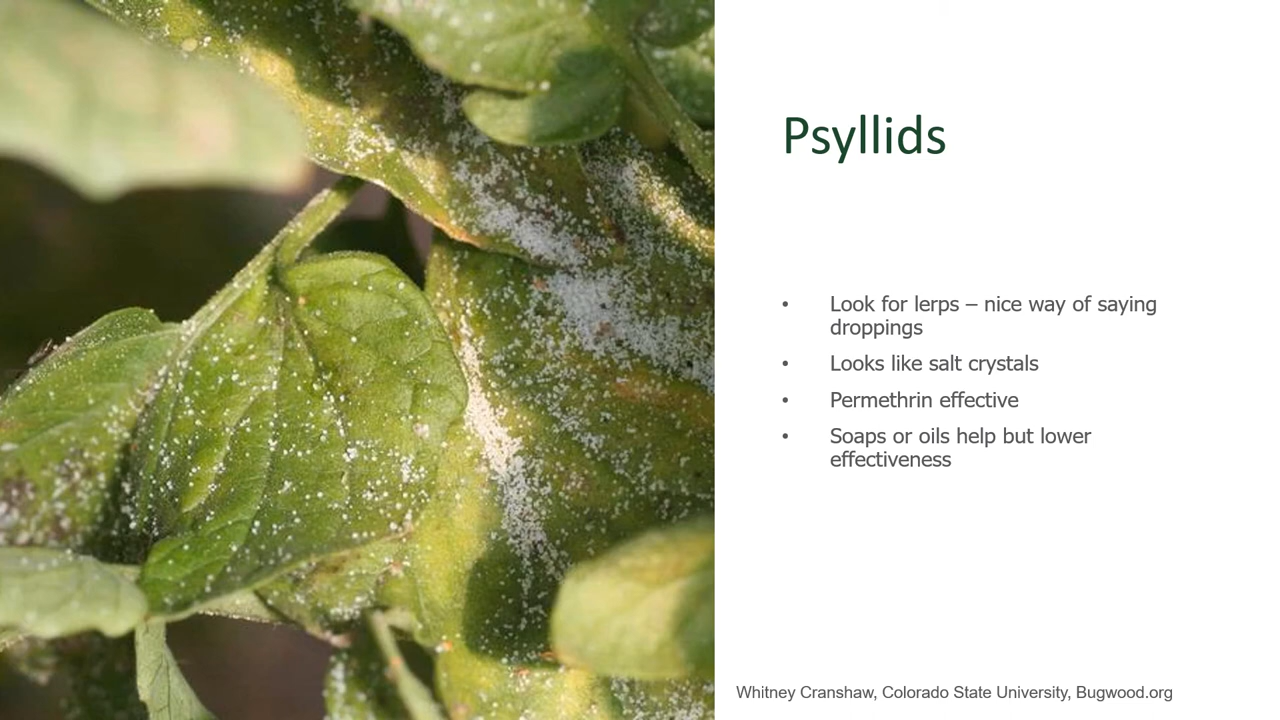 Psyllids
• Look for lerps – nice way of saying
droppings
• Looks like salt crystals
• Permethrin effective
• Soaps or oils help but lower
effectiveness
Whitney Cranshaw, Colorado State University, Bugwood.org